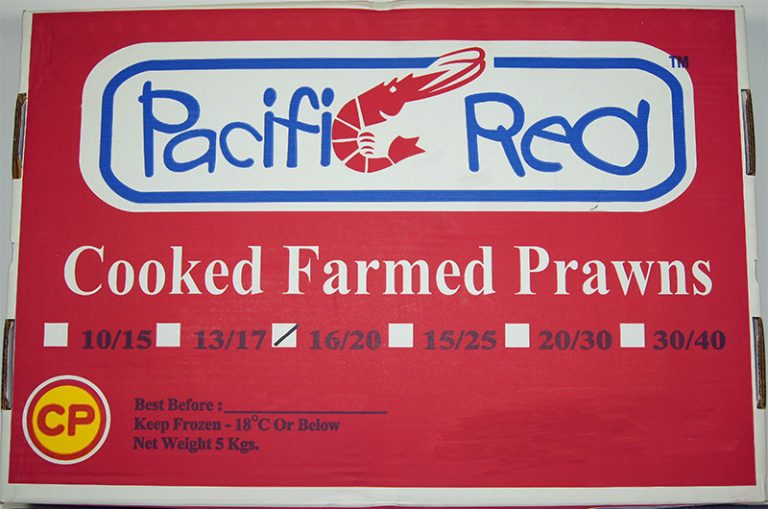 Pacific Red TM
Cooked Farmed Prawns
10/15 13/17 16/20 15/25 20/30 30/40
CP
Best Before :
Keep Frozen - 18°C Or Below
Net Weight 5 Kgs.